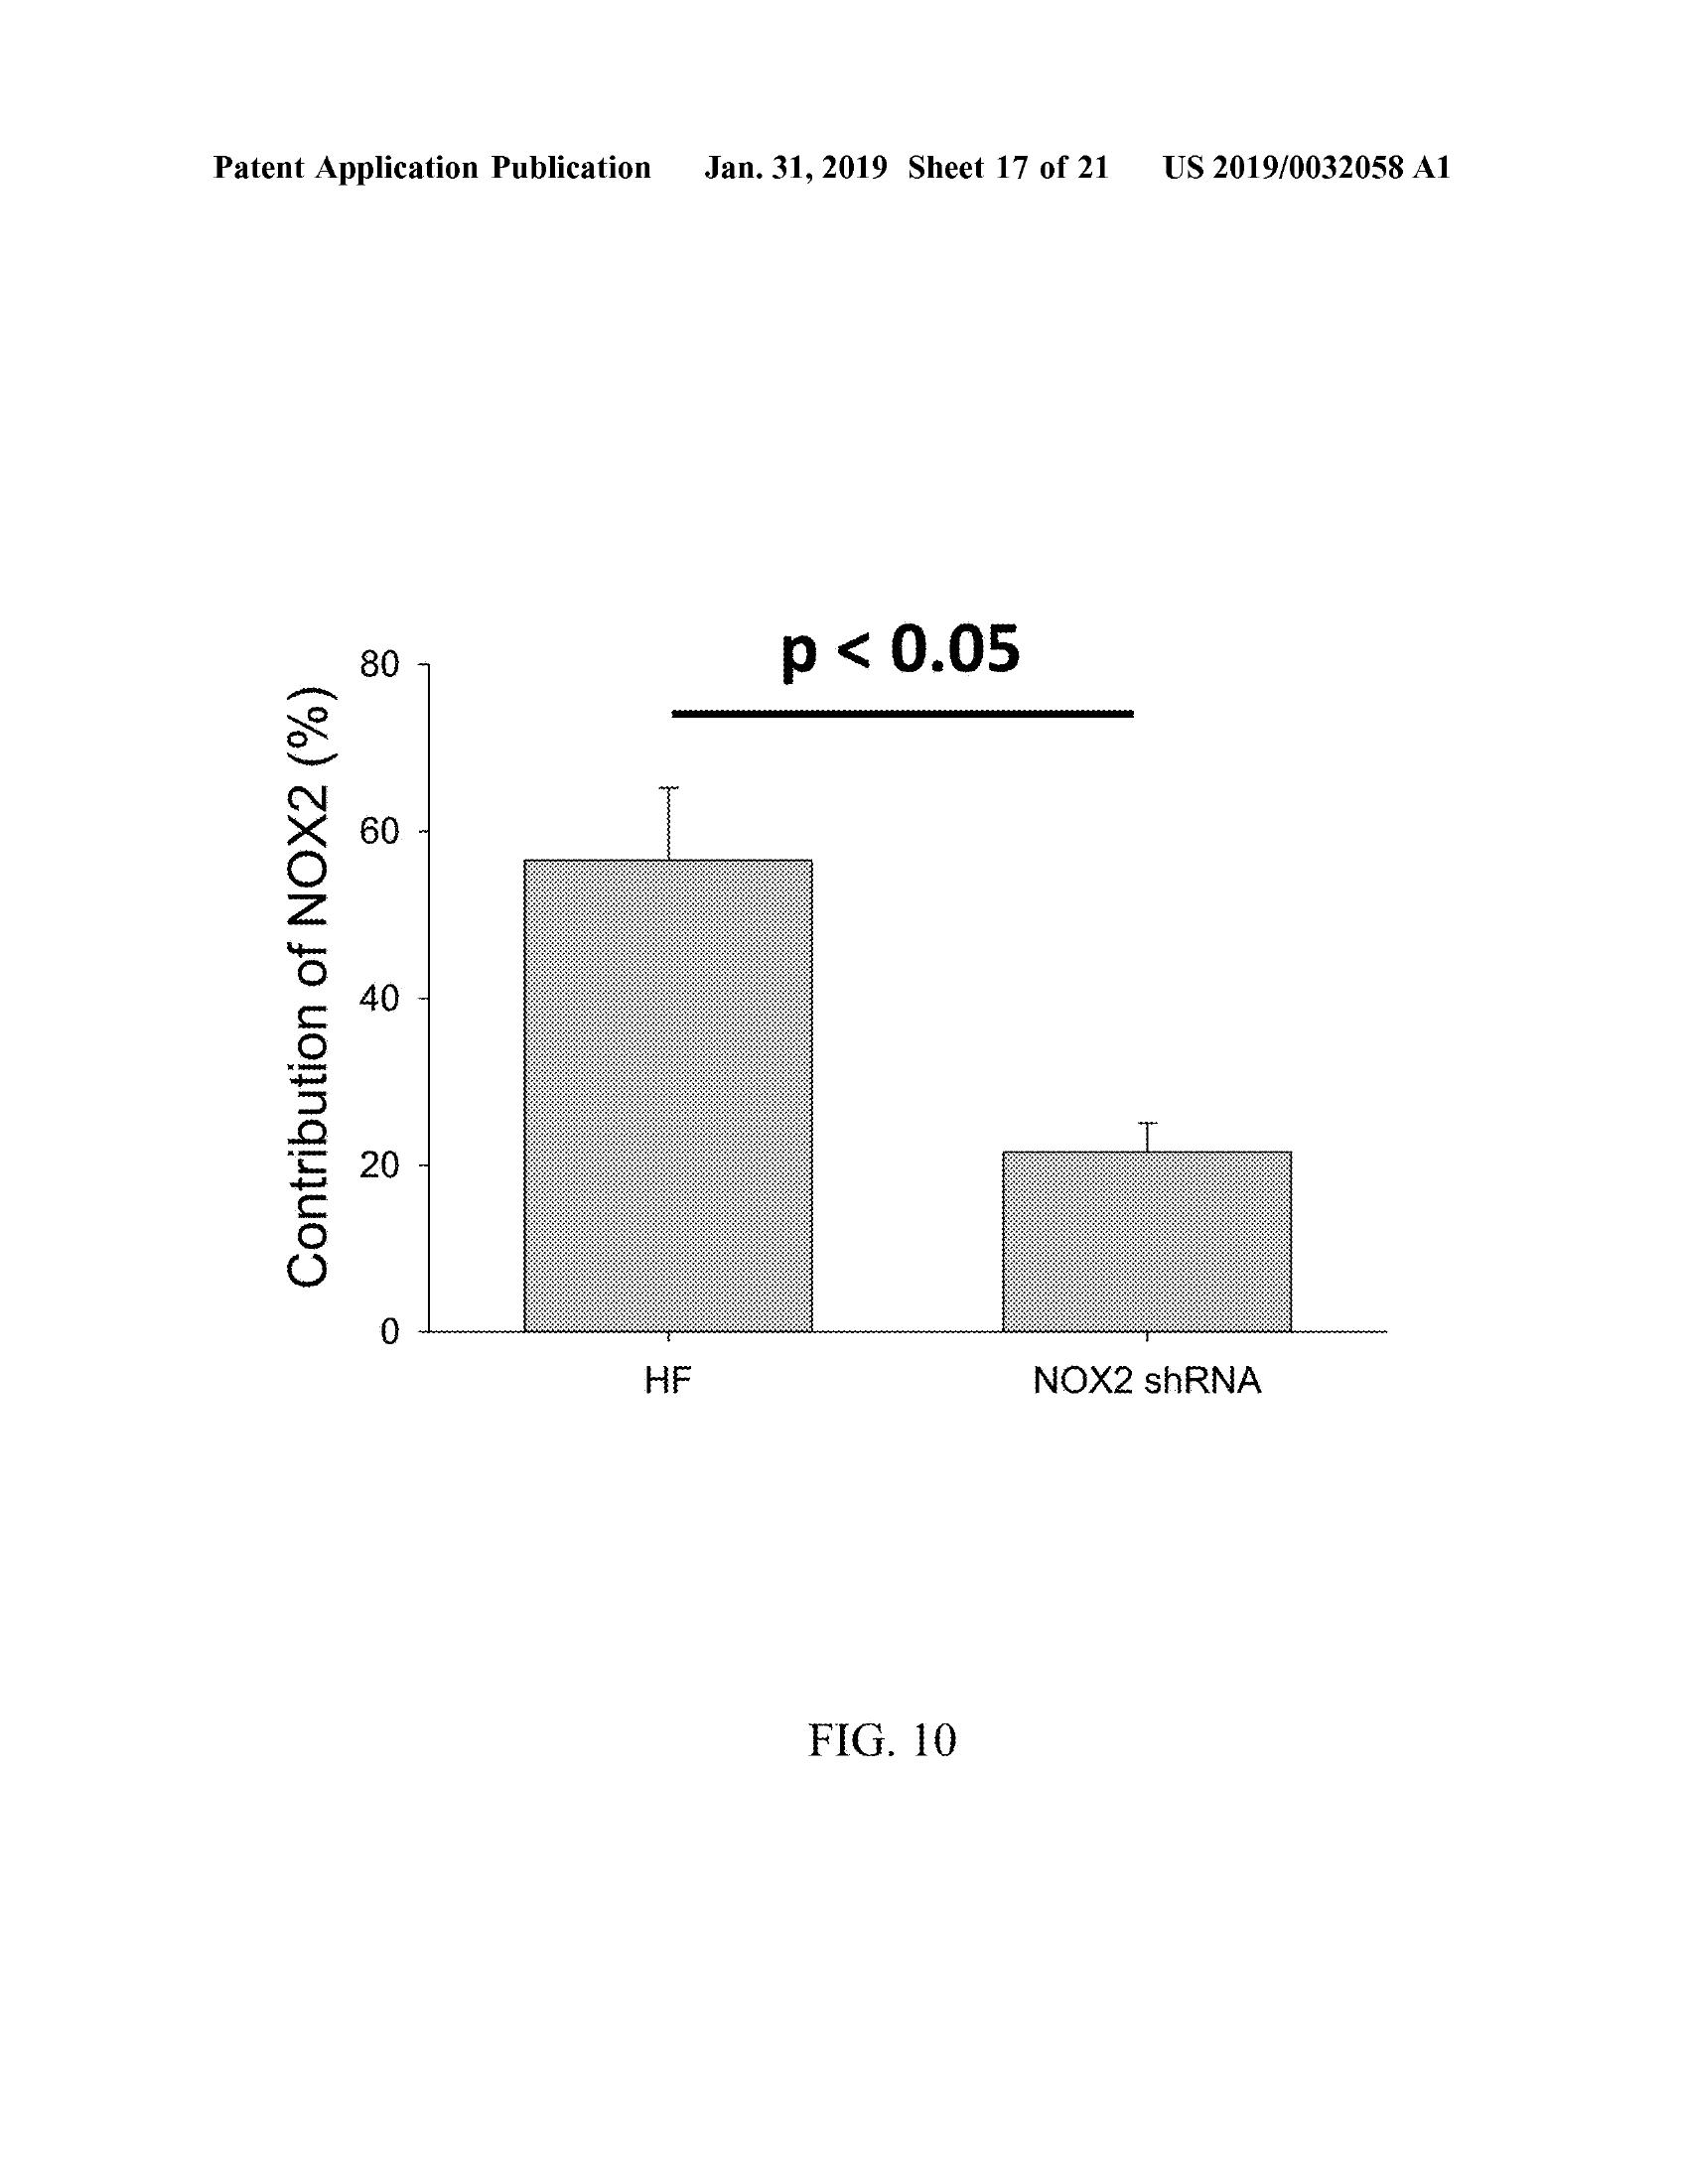 Patent Application Publication Jan. 31, 2019 Sheet 17 of 21 US 2019/0032058 A1
p < 0.05
Contribution of NOX2 (%)
80
60
40
20
0
HF NOX2 shRNA
FIG. 10